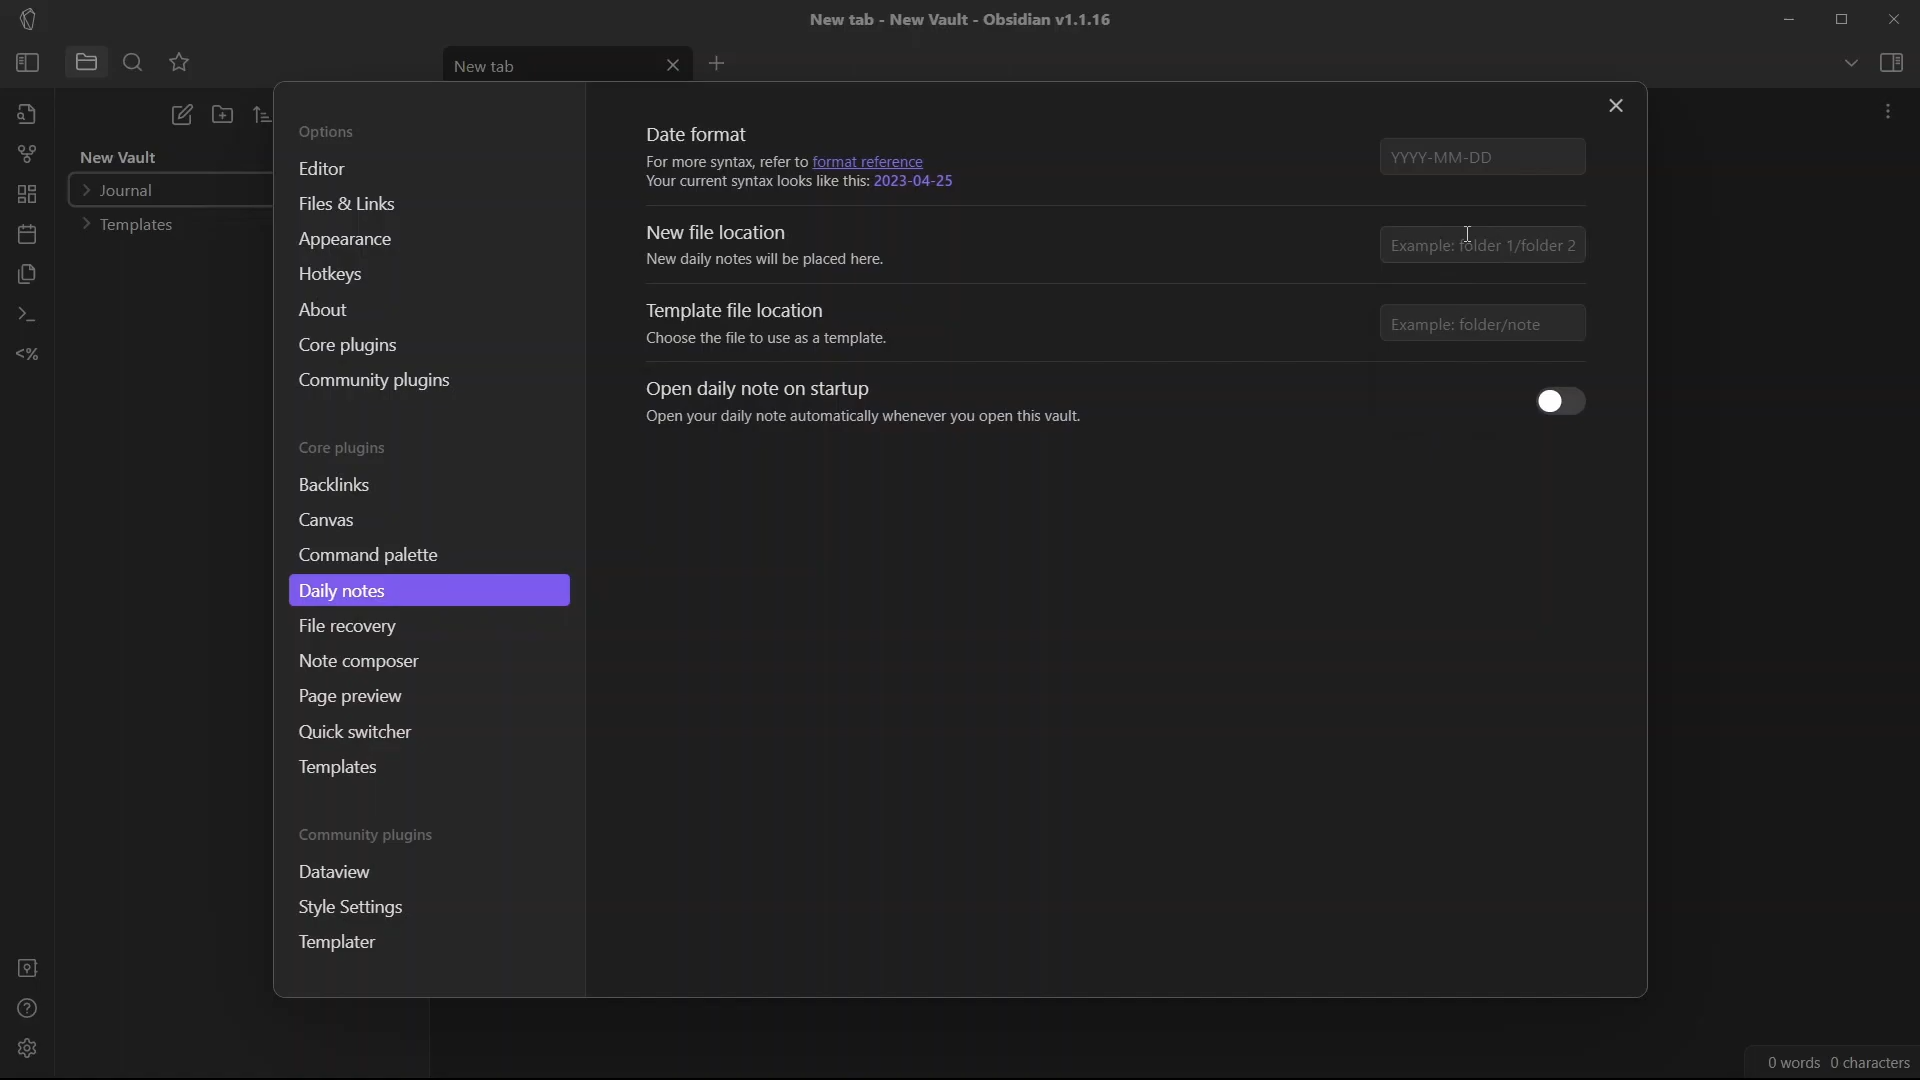 New tab - New Vault - Obsidian v1.1.16
New tab
New Vault
Journal
Templates
<%
Options
Editor
Files & Links
Appearance
Hotkeys
About
Core plugins
Community plugins
Core plugins
Backlinks
Canvas
Command palette
Daily notes
File recovery
Note composer
Page preview
Quick switcher
Templates
Community plugins
Dataview
Style Settings
Templater
Date format
For more syntax, refer to format reference
Your current syntax looks like this: 2023-04-25
YYYY-MM-DD
New file location
New daily notes will be placed here.
Example: folder 1/folder 2
Template file location
Choose the file to use as a template.
Example: folder/note
Open daily note on startup
Open your daily note automatically whenever you open this vault.
0 words 0 characters